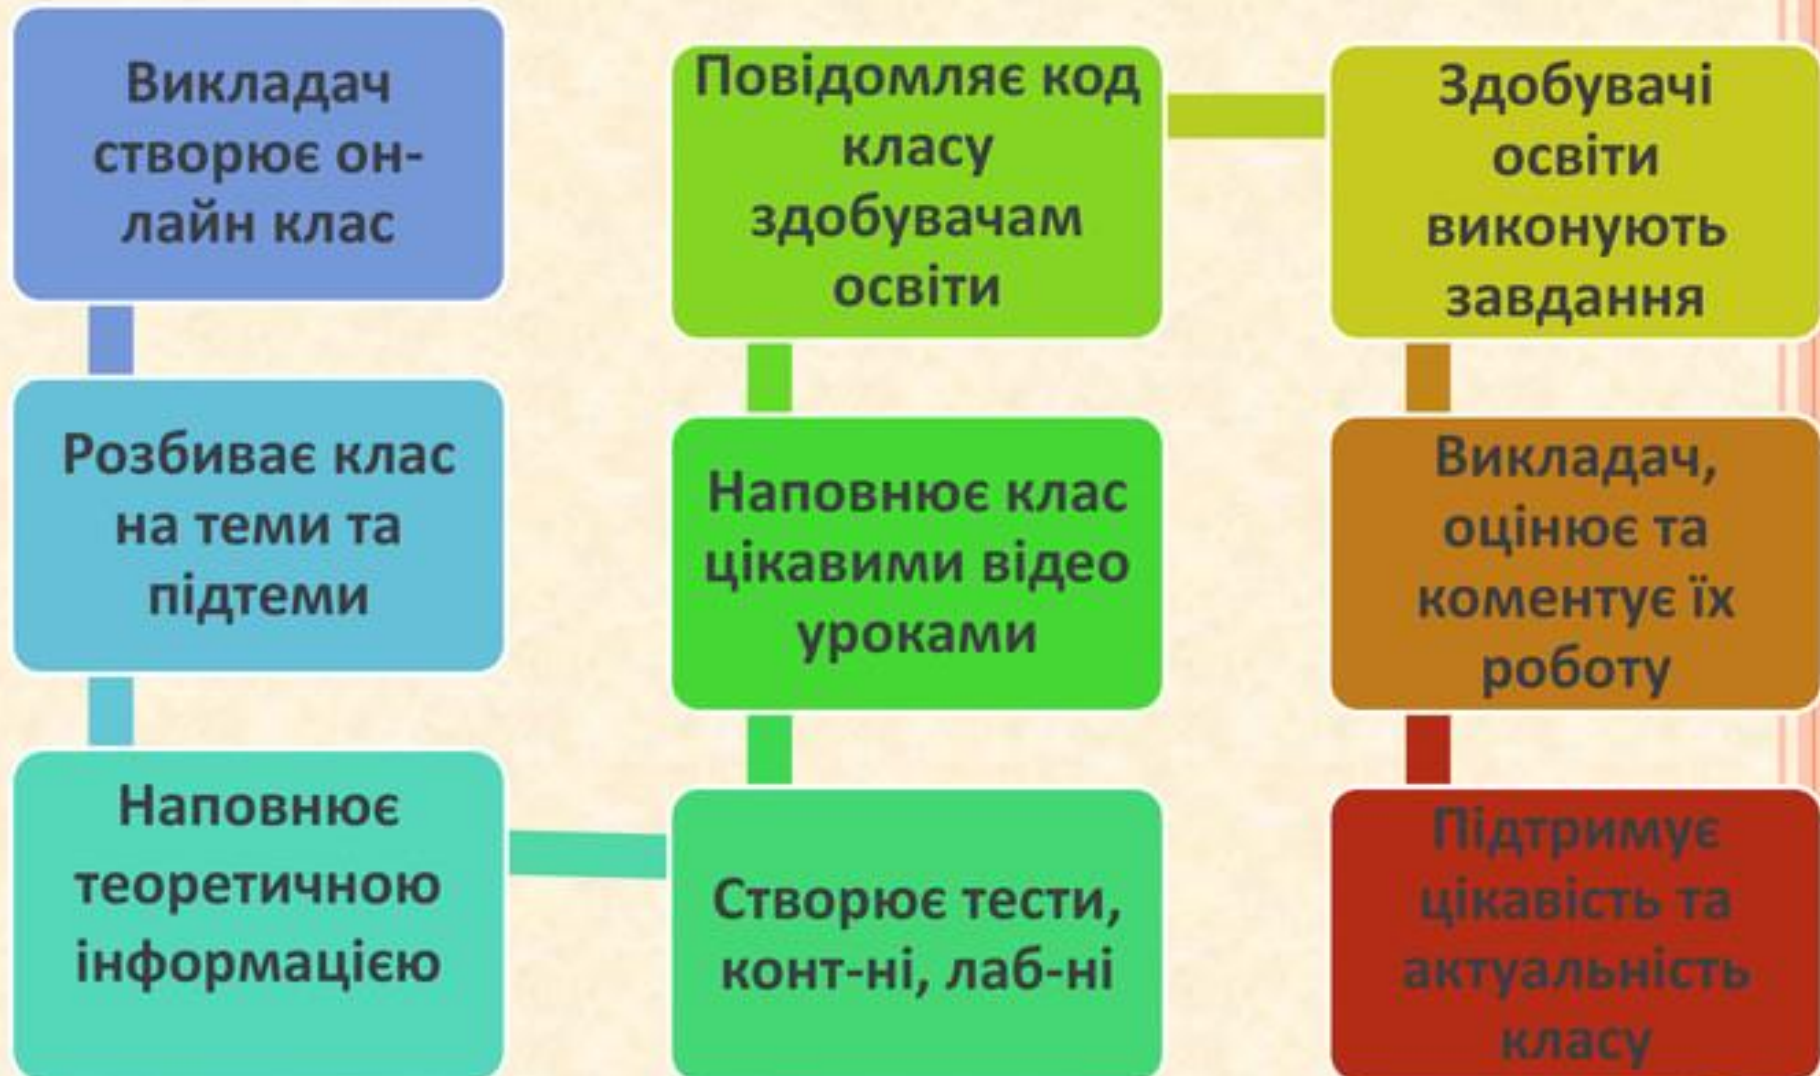 Викладач
створює он-
лайн клас
Розбиває клас
на теми та
підтеми
Наповнює
теоретичною
інформацією
Створює тести,
конт-ні, лаб-ні
Наповнює клас
цікавими відео
уроками
Повідомляє код
класу
здобувачам
освіти
Здобувачі
освіти
виконують
завдання
Викладач,
оцінює та
коментує їх
роботу
Підтримує
цікавість та
актуальність
класу